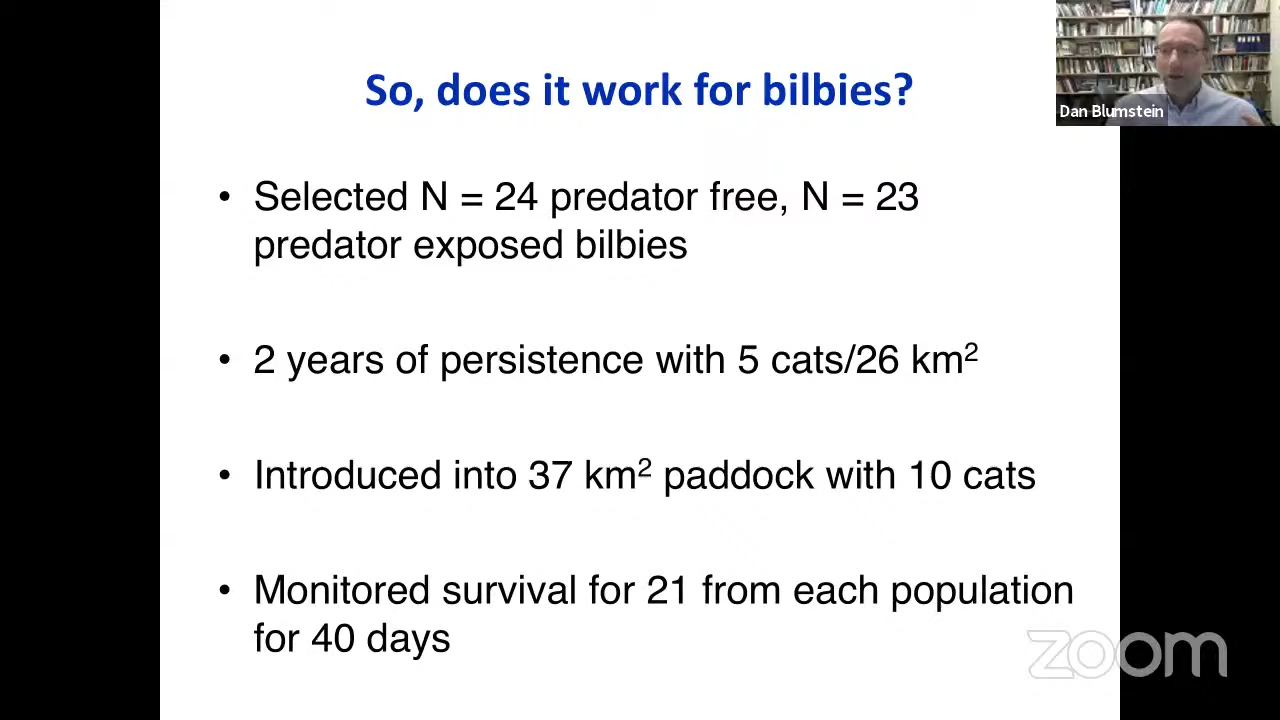 So, does it work for bilbies?
Dan Blumstein
• Selected N = 24 predator free, N = 23
predator exposed bilbies
• 2 years of persistence with 5 cats/26 km²
• Introduced into 37 km² paddock with 10 cats
• Monitored survival for 21 from each population
for 40 days
zoom